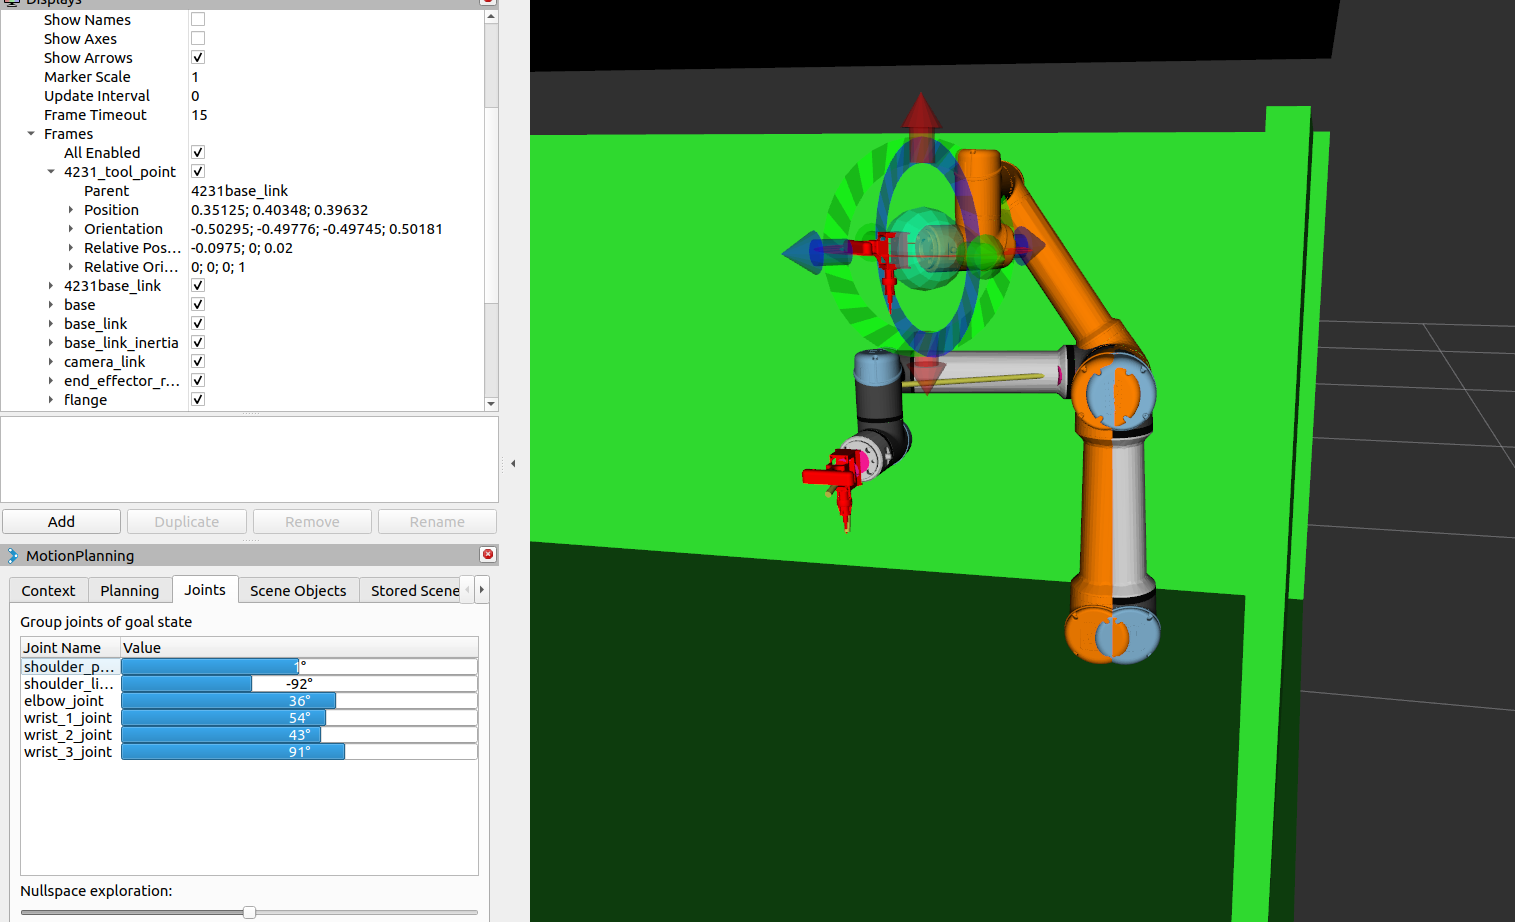 Displays
Show Names
Show Axes
Show Arrows
Marker Scale 1
Update Interval 0
Frame Timeout 15
Frames
All Enabled
4231_tool_point
Parent 4231base_link
Position 0.35125; 0.40348; 0.39632
Orientation -0.50295; -0.49776; -0.49745; 0.50181
Relative Pos... -0.0975; 0; 0.02
Relative Ori... 0; 0; 0; 1
4231base_link
base
base_link
base_link_inertia
camera_link
end_effector_r...
flange
Add Duplicate Remove Rename
MotionPlanning
Context Planning Joints Scene Objects Stored Scene
Group joints of goal state
Joint Name Value
shoulder_p... 1°
shoulder_li... -92°
elbow_joint 36°
wrist_1_joint 54°
wrist_2_joint 43°
wrist_3_joint 91°
Nullspace exploration: